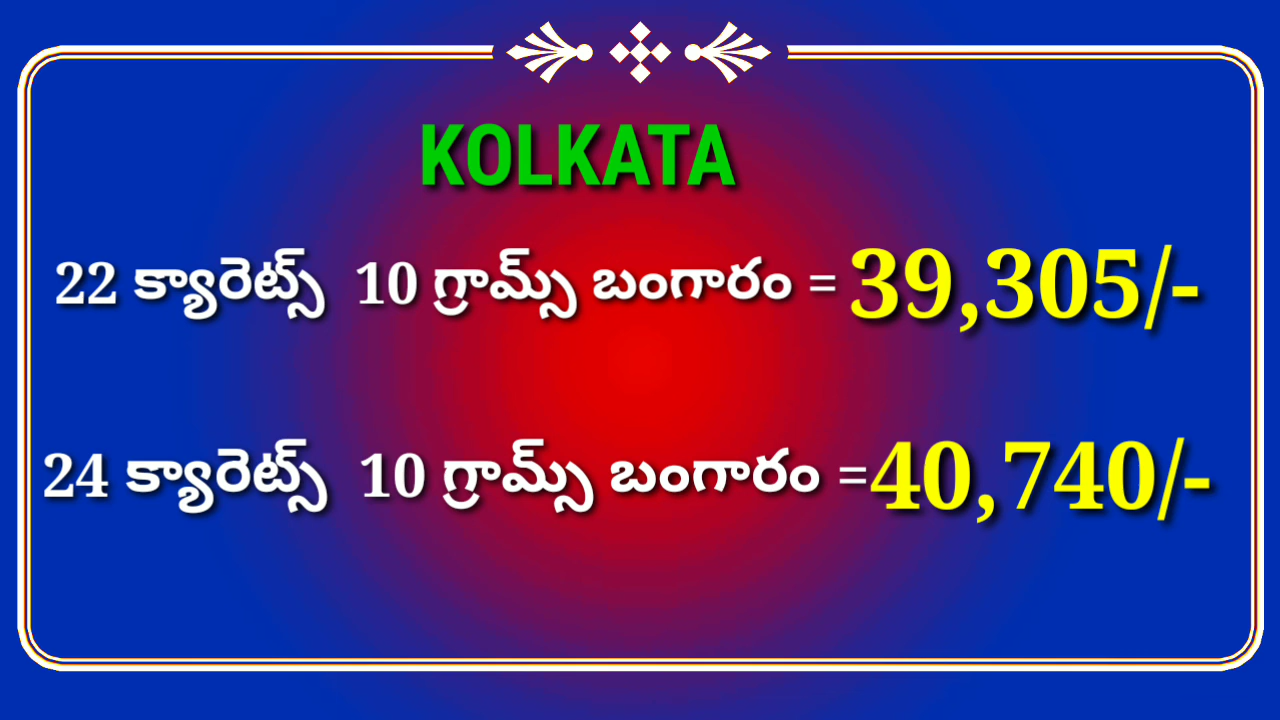 KOLKATA
22 క్యారెట్స్ 10 గ్రామ్స్ బంగారం = 39,305/-
24 క్యారెట్స్ 10 గ్రామ్స్ బంగారం =40,740/-